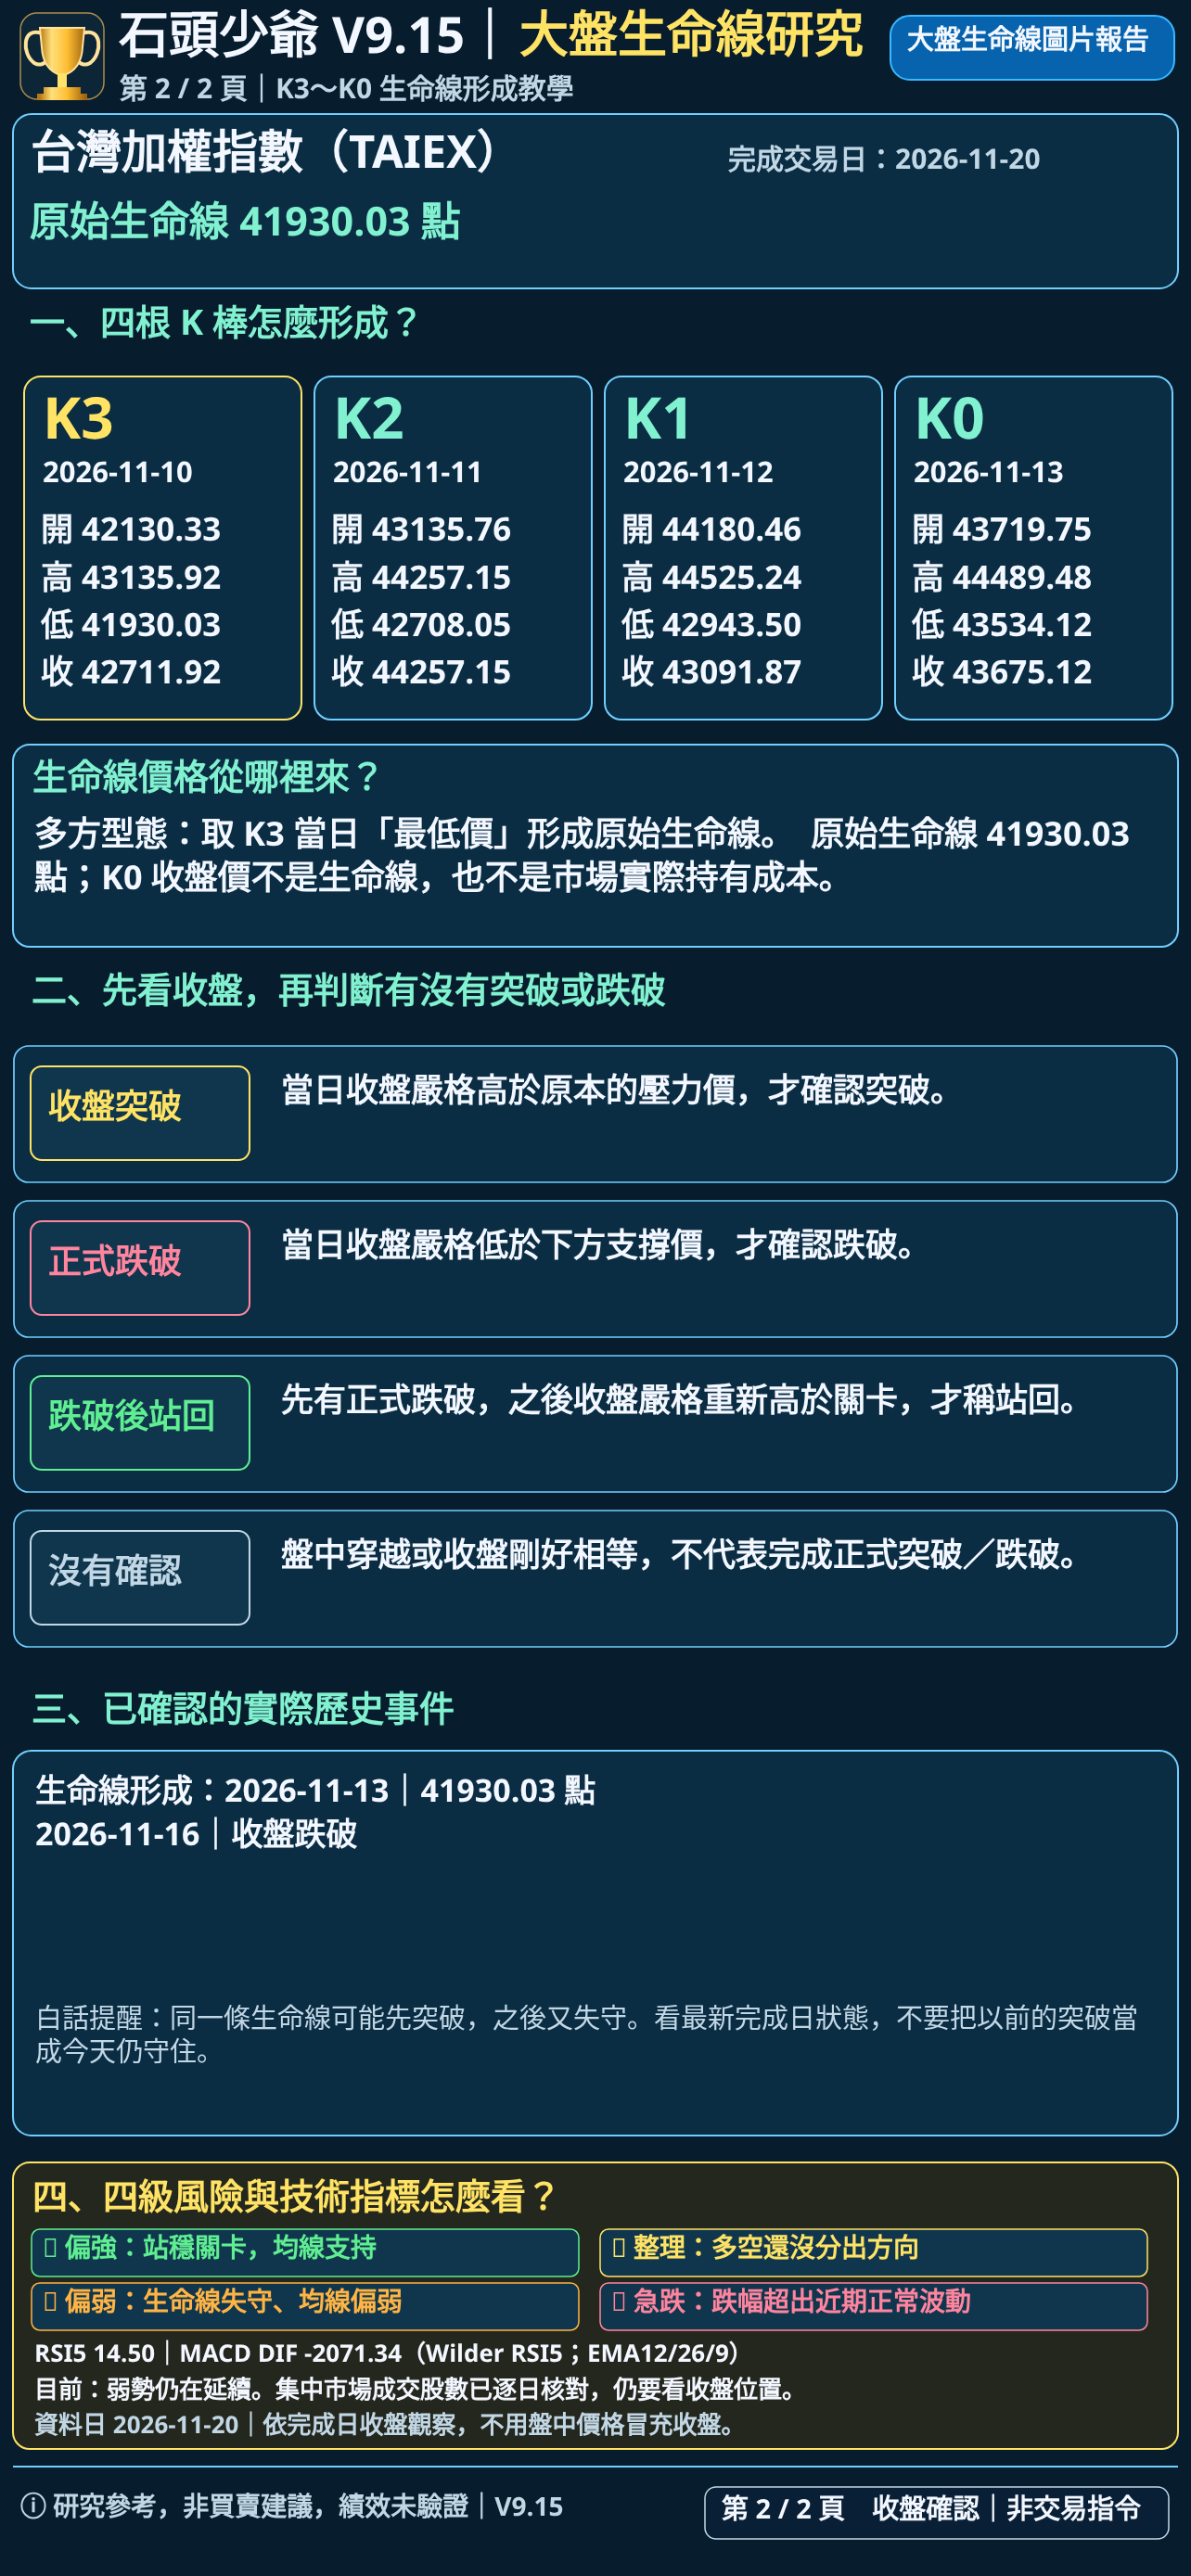 石頭少爺 V9.15｜大盤生命線研究
大盤生命線圖片報告
第 2 / 2 頁｜K3～K0 生命線形成教學
台灣加權指數（TAIEX）
完成交易日：2026-11-20
原始生命線 41930.03 點
一、四根 K 棒怎麼形成？
K3
2026-11-10
開 42130.33
高 43135.92
低 41930.03
收 42711.92
K2
2026-11-11
開 43135.76
高 44257.15
低 42708.05
收 44257.15
K1
2026-11-12
開 44180.46
高 44525.24
低 42943.50
收 43091.87
K0
2026-11-13
開 43719.75
高 44489.48
低 43534.12
收 43675.12
生命線價格從哪裡來？
多方型態：取 K3 當日「最低價」形成原始生命線。 原始生命線 41930.03
點；K0 收盤價不是生命線，也不是市場實際持有成本。
二、先看收盤，再判斷有沒有突破或跌破
收盤突破
當日收盤嚴格高於原本的壓力價，才確認突破。
正式跌破
當日收盤嚴格低於下方支撐價，才確認跌破。
跌破後站回
先有正式跌破，之後收盤嚴格重新高於關卡，才稱站回。
沒有確認
盤中穿越或收盤剛好相等，不代表完成正式突破／跌破。
三、已確認的實際歷史事件
生命線形成：2026-11-13｜41930.03 點
2026-11-16｜收盤跌破
白話提醒：同一條生命線可能先突破，之後又失守。看最新完成日狀態，不要把以前的突破當
成今天仍守住。
四、四級風險與技術指標怎麼看？
偏強：站穩關卡，均線支持
整理：多空還沒分出方向
偏弱：生命線失守、均線偏弱
急跌：跌幅超出近期正常波動
RSI5 14.50｜MACD DIF -2071.34（Wilder RSI5；EMA12/26/9）
目前：弱勢仍在延續。集中市場成交股數已逐日核對，仍要看收盤位置。
資料日 2026-11-20｜依完成日收盤觀察，不用盤中價格冒充收盤。
ⓘ 研究參考，非買賣建議，績效未驗證｜V9.15
第 2 / 2 頁 收盤確認｜非交易指令